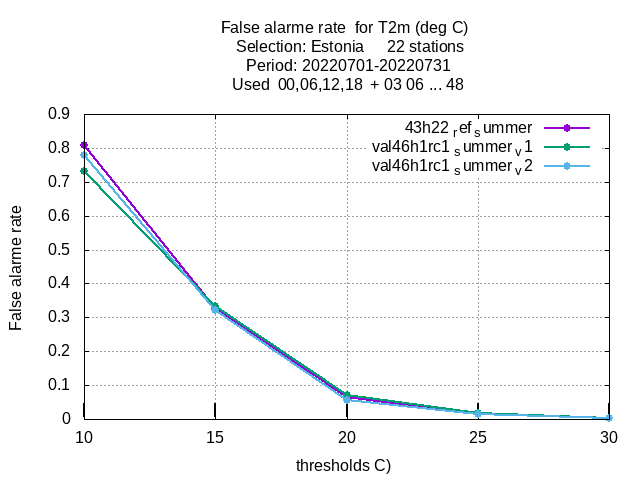 False alarme rate for T2m (deg C)
Selection: Estonia 22 stations
Period: 20220701-20220731
Used 00,06,12,18 + 03 06 ... 48
43h22 ref summer
val46h1rc1 summer v1
val46h1rc1 summer v2
False alarme rate
0.9
0.8
0.7
0.6
0.5
0.4
0.3
0.2
0.1
0
10 15 20 25 30
thresholds C)